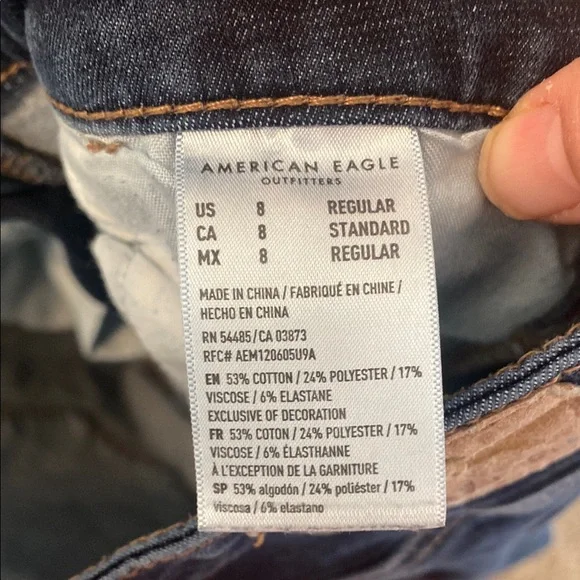 AMERICAN EAGLE
OUTFITTERS
US 8 REGULAR
CA 8 STANDARD
MX 8 REGULAR
MADE IN CHINA / FABRIQUÉ EN CHINE /
HECHO EN CHINA
RN 54485/CA 03873
RFC# AEM120605U9A
EN 53% COTTON / 24% POLYESTER / 17%
VISCOSE / 6% ELASTANE
EXCLUSIVE OF DECORATION
FR 53% COTON / 24% POLYESTER / 17%
VISCOSE / 6% ÉLASTHANNE
À L'EXCEPTION DE LA GARNITURE
SP 53% algodón / 24% poliéster / 17%
viscosa / 6% elastano